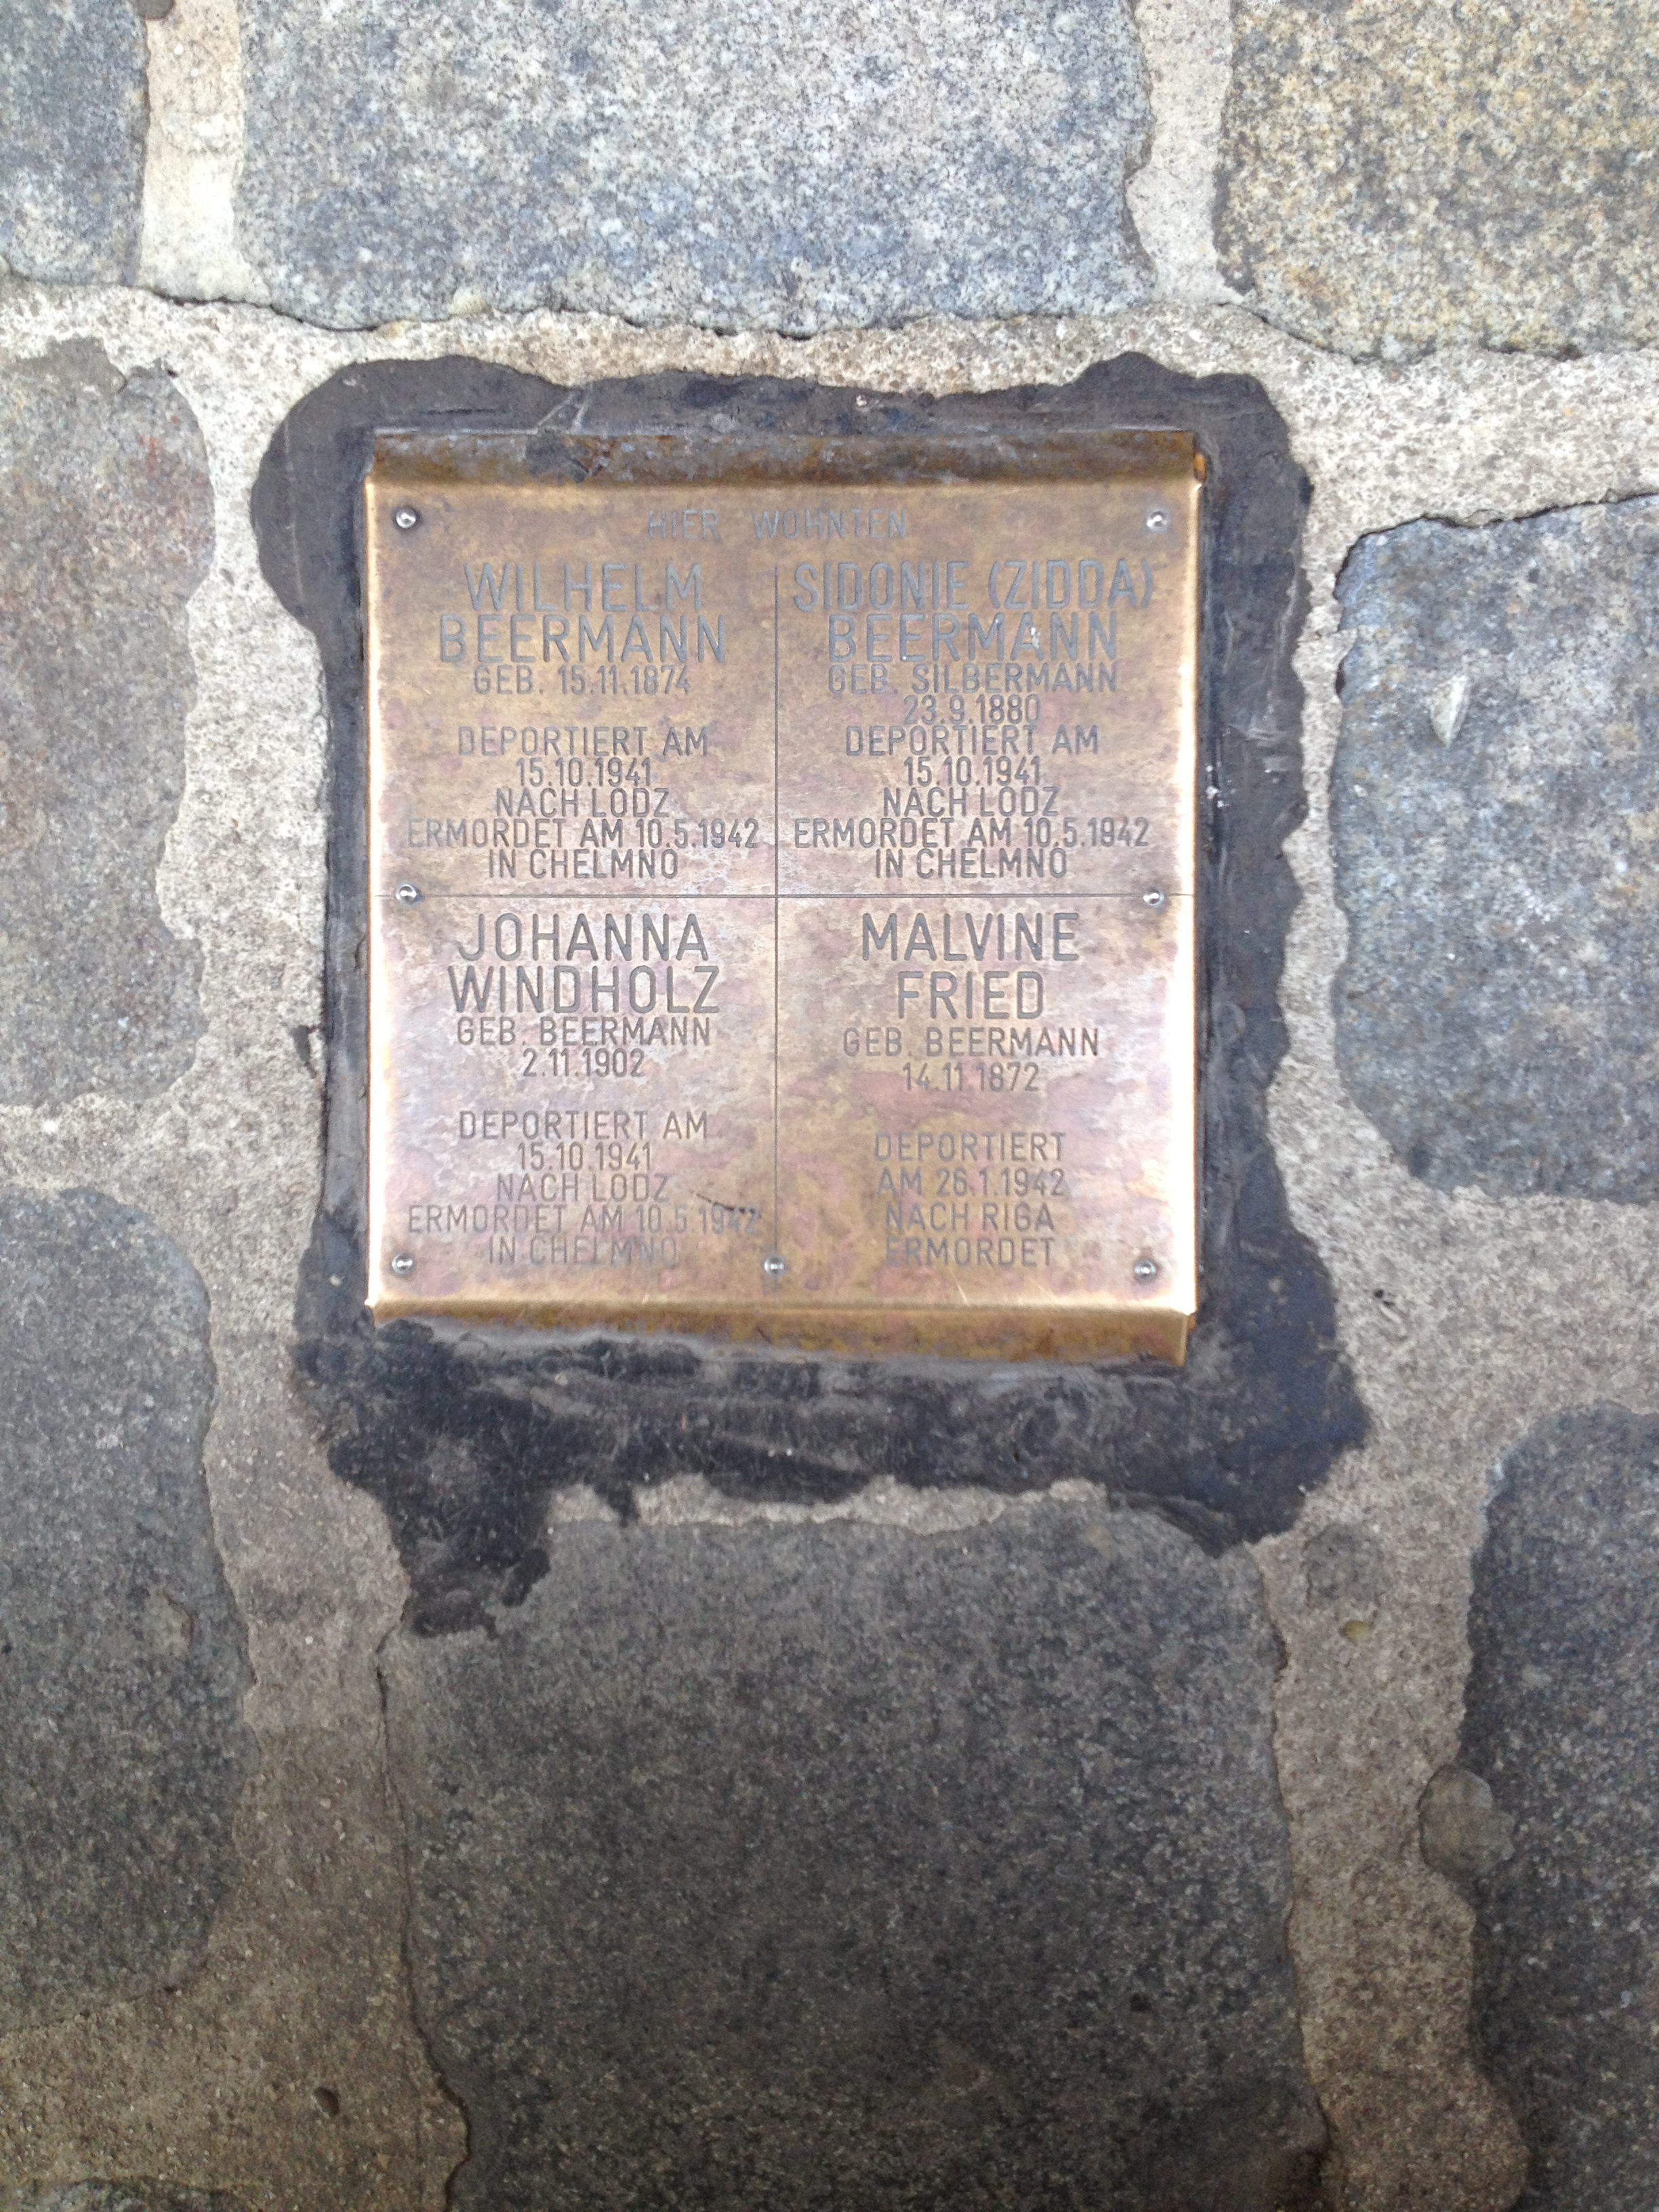 HIER WOHNTEN
WILHELM
BEERMANN
GEB. 15.11.1874
DEPORTIERT AM
15.10.1941
NACH LODZ
ERMORDET AM 10.5.1942
IN CHELMNO
SIDONIE (ZIDDA)
BEERMANN
GEB. SILBERMANN
23.9.1880
DEPORTIERT AM
15.10.1941
NACH LODZ
ERMORDET AM 10.5.1942
IN CHELMNO
JOHANNA
WINDHOLZ
GEB. BEERMANN
2.11.1902
DEPORTIERT AM
15.10.1941
NACH LODZ
ERMORDET AM 10.5.1942
IN CHELMNO
MALVINE
FRIED
GEB. BEERMANN
14.11.1872
DEPORTIERT
AM 26.1.1942
NACH RIGA
ERMORDET